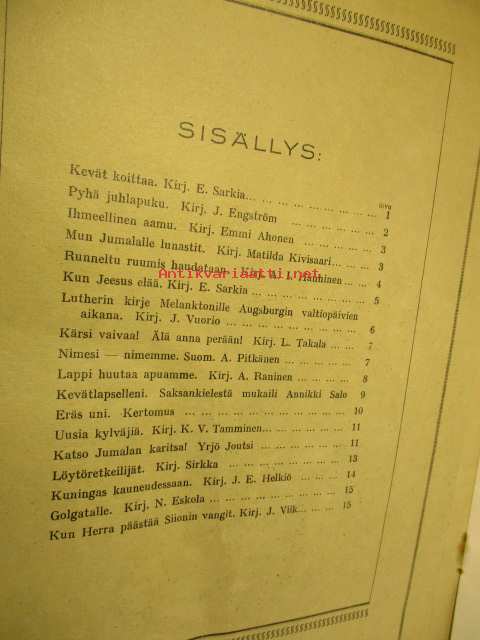 SISÄLLYS:
Sivu
Kevät koittaa. Kirj. E. Sarkia... ... ... ... ... ... ... ... 1
Pyhä juhlapuku. Kirj. J. Engström ... ... ... ... ... ... 2
Ihmeellinen aamu. Kirj. Emmi Ahonen ... ... ... ... ... 3
Mun Jumalalle lunastit. Kirj. Matilda Kivisaari... ... ... 3
Runneltu ruumis haudataan. Hänninen ... 4
Antikvariaatti.net
Kun Jeesus elää. Kirj. E. Sarkia ... ... ... ... ... ... 5
Lutherin kirje Melanktonille Augsburgin valtiopäivien
aikana. Kirj. J. Vuorio ... ... ... ... ... ... ... 6
Kärsi vaivaa! Älä anna perään! Kirj. L. Takala ... ... 7
Nimesi — nimemme. Suom. A. Pitkänen ... ... ... ... 7
Lappi huutaa apuamme. Kirj. A. Raninen ... ... ... ... 8
Kevätlapselleni. Saksankielestä mukaili Annikki Salo 9
Eräs uni. Kertomus ... ... ... ... ... ... ... ... 10
Uusia kylväjiä. Kirj. K. V. Tamminen... ... ... ... ... 11
Katso Jumalan karitsa! Yrjö Joutsi ... ... ... ... ... 11
Löytöretkeilijät. Kirj. Sirkka ... ... ... ... ... ... 13
Kuningas kauneudessaan. Kirj. J. E. Helkiö ... ... ... 14
Golgatalle. Kirj. N. Eskola ... ... ... ... ... ... ... 15
Kun Herra päästää Siionin vangit. Kirj. J. Viik... ... ... 15